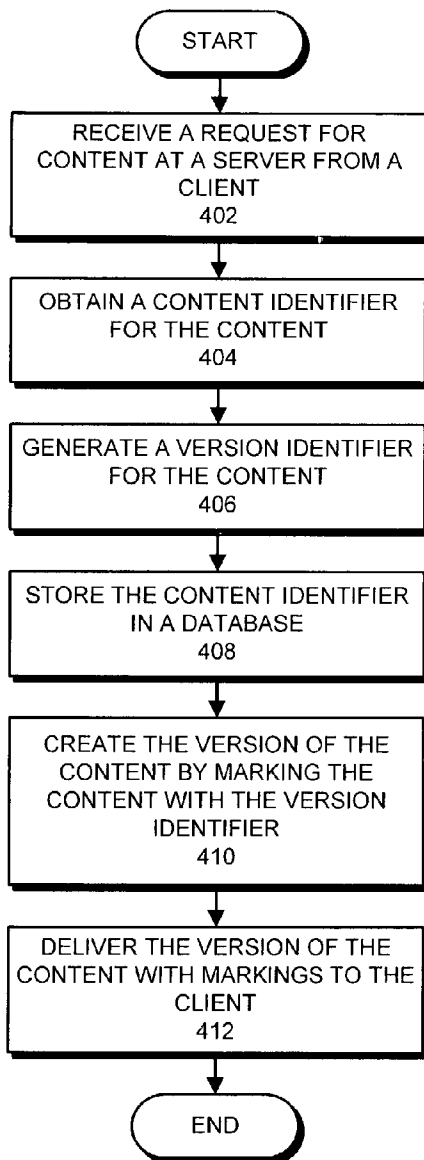 START
RECEIVE A REQUEST FOR
CONTENT AT A SERVER FROM A
CLIENT
402
OBTAIN A CONTENT IDENTIFIER
FOR THE CONTENT
404
GENERATE A VERSION IDENTIFIER
FOR THE CONTENT
406
STORE THE CONTENT IDENTIFIER
IN A DATABASE
408
CREATE THE VERSION OF THE
CONTENT BY MARKING THE
CONTENT WITH THE VERSION
IDENTIFIER
410
DELIVER THE VERSION OF THE
CONTENT WITH MARKINGS TO THE
CLIENT
412
END